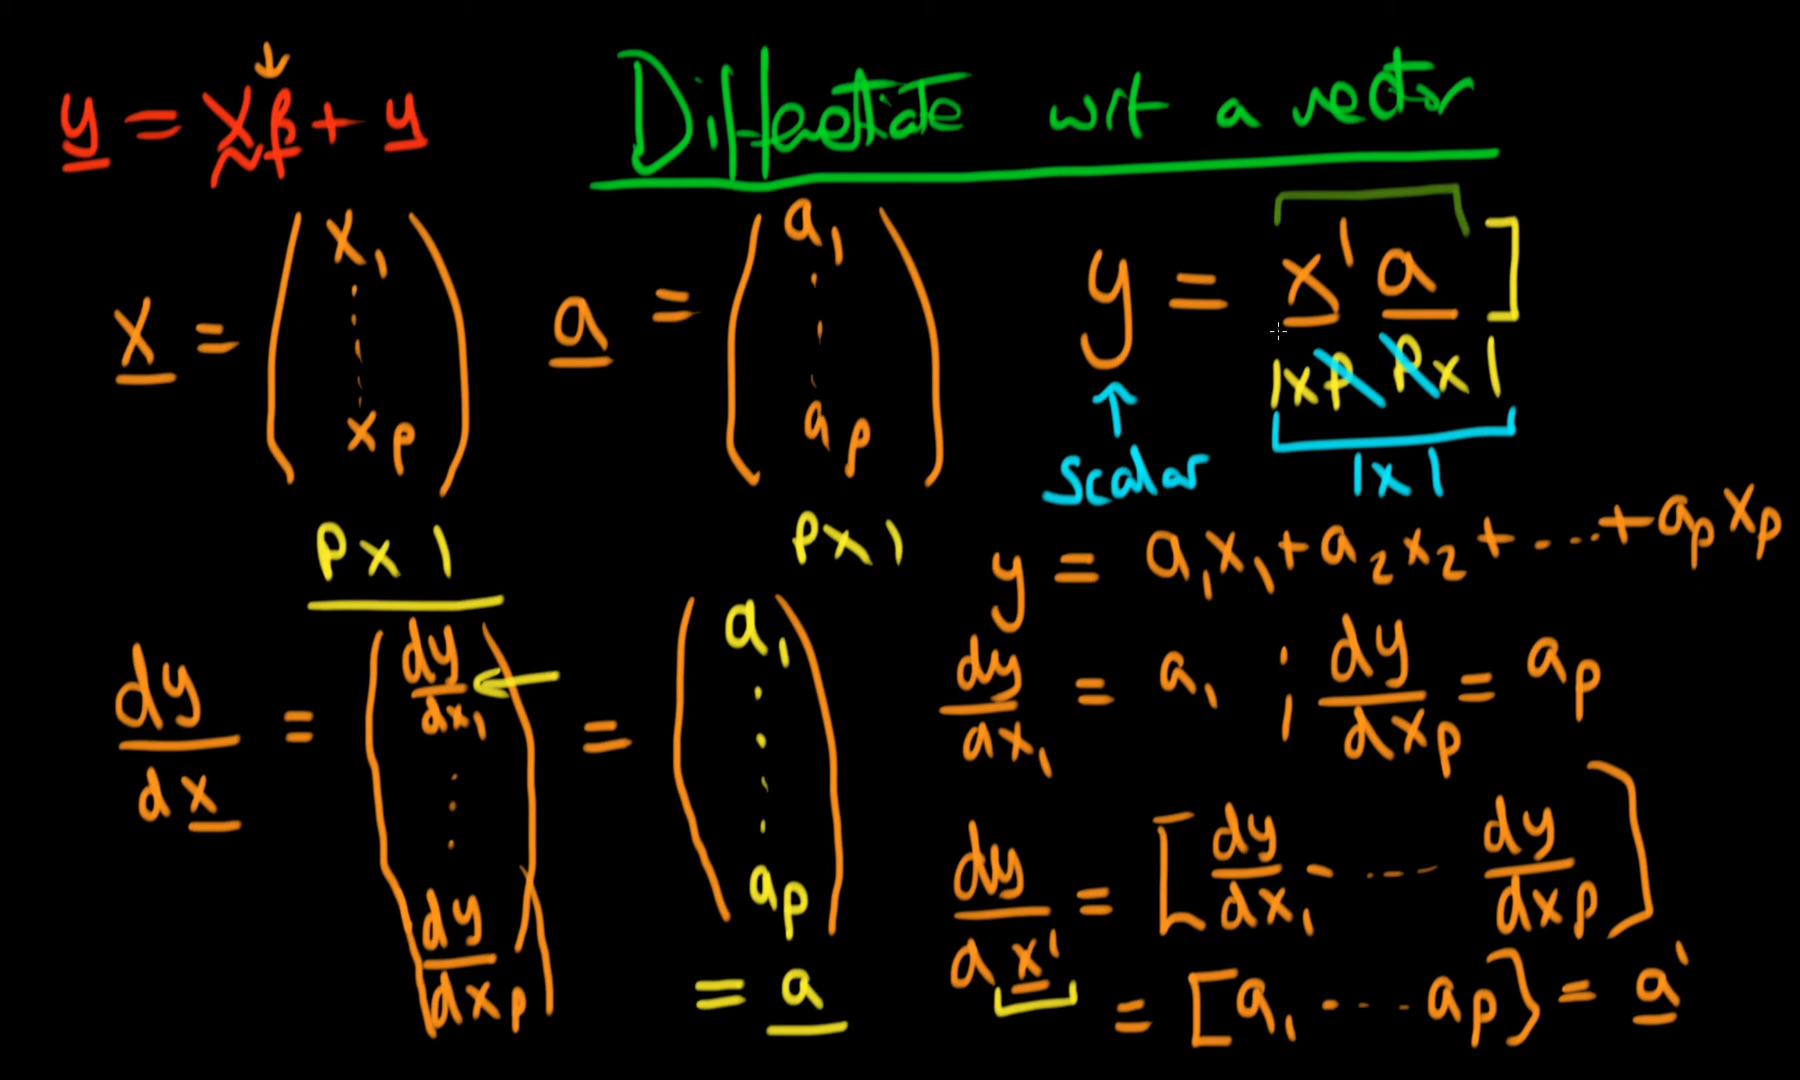 y = Xβ + y
Differentiate wrt a vector
x = ( x₁ ⋮ xₚ )
a = ( a₁ ⋮ aₚ )
y = x' a ]
1xp px1
scalar
1x1
px1
px1
y = a₁x₁ + a₂x₂ + ... + aₚxₚ
dy/dx₁ = a₁ ; dy/dxₚ = aₚ
dy/dx = ( dy/dx₁ ⋮ dy/dxₚ ) = ( a₁ ⋮ aₚ )
= a
dy/dx' = [ dy/dx₁ - ---- dy/dxₚ ]
= [a₁ - - - - aₚ] = a'